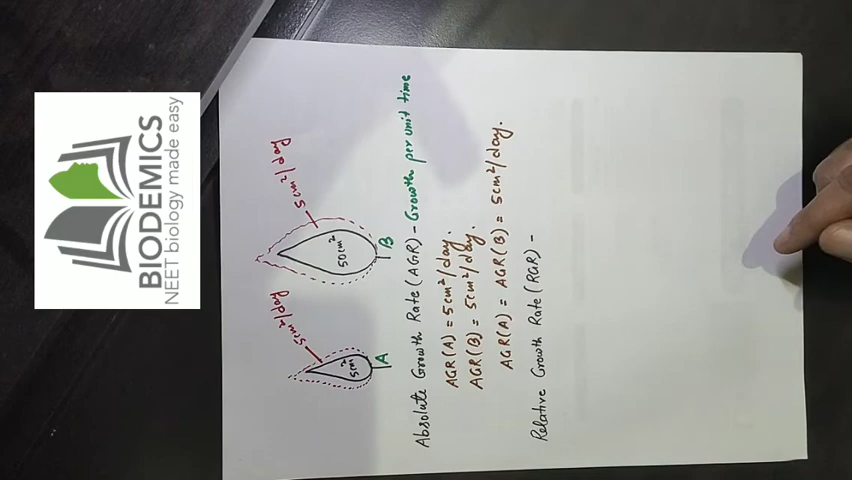 BIODEMICS
NEET biology made easy
5cm²/day
5cm²/day
5cm²
50cm²
A
B
Absolute Growth Rate (AGR) - Growth per unit time
AGR (A) = 5cm²/day.
AGR (B) = 5cm²/day.
AGR (A) = AGR (B) = 5cm²/day.
Relative Growth Rate (RGR) -